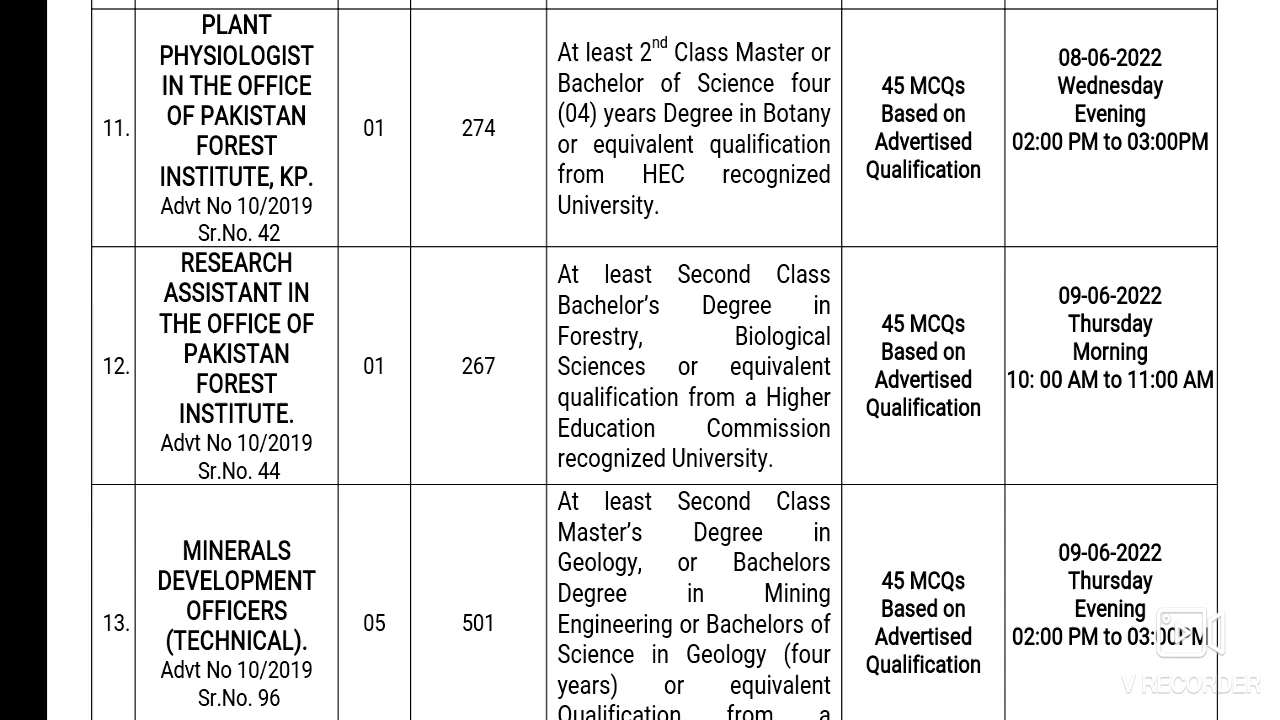 11.
PLANT
PHYSIOLOGIST
IN THE OFFICE
OF PAKISTAN
FOREST
INSTITUTE, KP.
Advt No 10/2019
Sr.No. 42
01
274
At least 2nd Class Master or
Bachelor of Science four
(04) years Degree in Botany
or equivalent qualification
from HEC recognized
University.
45 MCQs
Based on
Advertised
Qualification
08-06-2022
Wednesday
Evening
02:00 PM to 03:00PM
12.
RESEARCH
ASSISTANT IN
THE OFFICE OF
PAKISTAN
FOREST
INSTITUTE.
Advt No 10/2019
Sr.No. 44
01
267
At least Second Class
Bachelor's Degree in
Forestry, Biological
Sciences or equivalent
qualification from a Higher
Education Commission
recognized University.
45 MCQs
Based on
Advertised
Qualification
09-06-2022
Thursday
Morning
10: 00 AM to 11:00 AM
13.
MINERALS
DEVELOPMENT
OFFICERS
(TECHNICAL).
Advt No 10/2019
Sr.No. 96
05
501
At least Second Class
Master's Degree in
Geology, or Bachelors
Degree in Mining
Engineering or Bachelors of
Science in Geology (four
years) or equivalent
Qualification from a
45 MCQs
Based on
Advertised
Qualification
09-06-2022
Thursday
Evening
02:00 PM to 03:00PM
V RECORDER